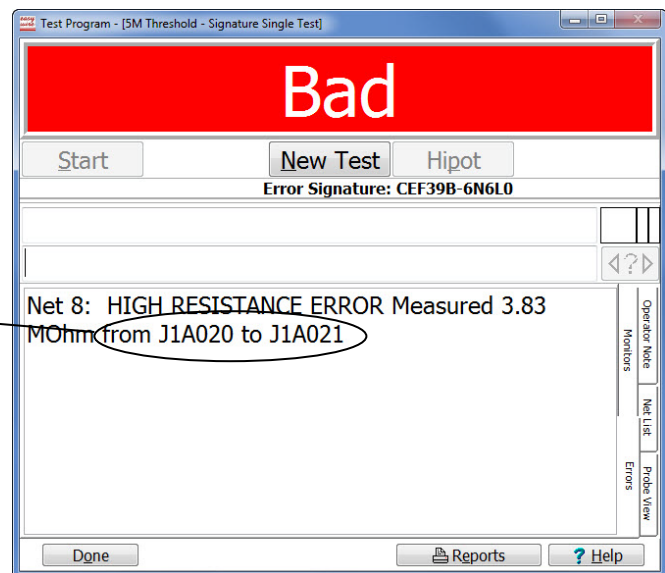 easy wire
Test Program - [5M Threshold - Signature Single Test]
Bad
Start
New Test
Hipot
Error Signature: CEF39B-6N6L0
Net 8: HIGH RESISTANCE ERROR Measured 3.83
MOhm from J1A020 to J1A021
Operator Note
Monitors
Net List
Errors
Probe View
Done
Reports
? Help